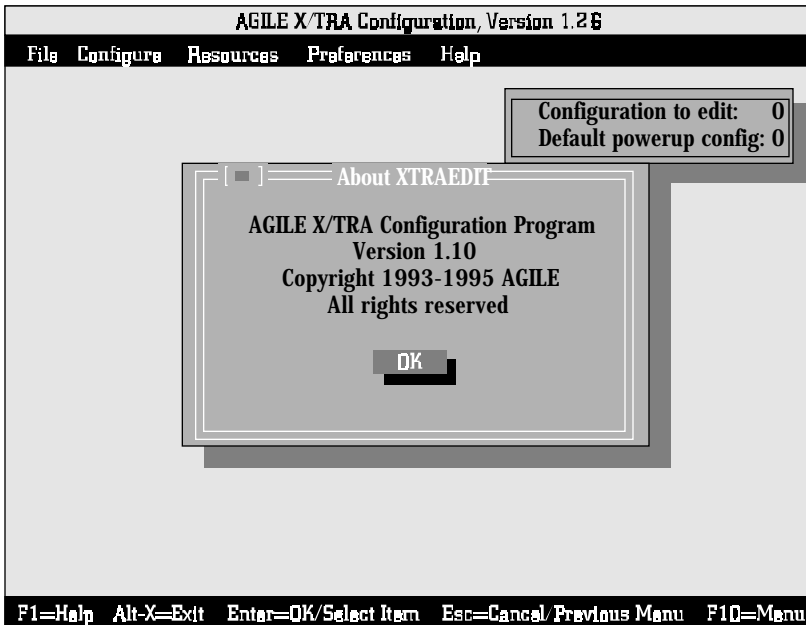 AGILE X/TRA Configuration, Version 1.26
File Configure Resources Preferences Help
Configuration to edit: 0
Default powerup config: 0
[ ■ ] About XTRAEDIT
AGILE X/TRA Configuration Program
Version 1.10
Copyright 1993-1995 AGILE
All rights reserved
OK
F1=Help Alt-X=Exit Enter=OK/Select Item Esc=Cancel/Previous Menu F10=Menu